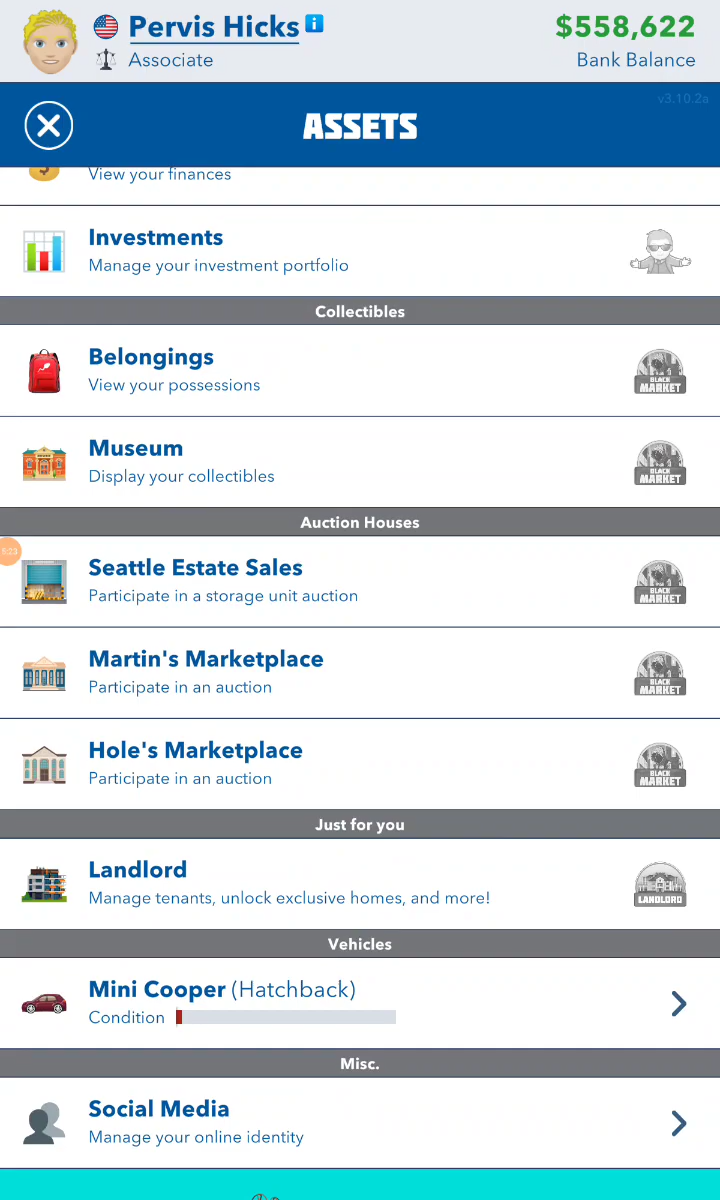 Pervis Hicks
Associate
$558,622
Bank Balance
v3.10.2a
ASSETS
View your finances
Investments
Manage your investment portfolio
Collectibles
Belongings
View your possessions
BLACK MARKET
Museum
Display your collectibles
BLACK MARKET
Auction Houses
5:23
Seattle Estate Sales
Participate in a storage unit auction
BLACK MARKET
Martin's Marketplace
Participate in an auction
BLACK MARKET
Hole's Marketplace
Participate in an auction
BLACK MARKET
Just for you
Landlord
Manage tenants, unlock exclusive homes, and more!
LANDLORD
Vehicles
Mini Cooper (Hatchback)
Condition
Misc.
Social Media
Manage your online identity